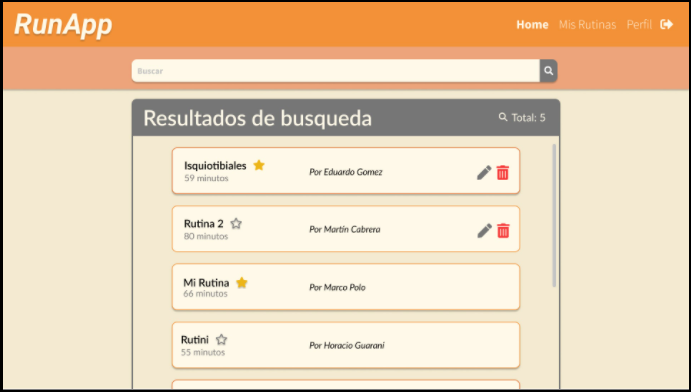 RunApp
Home Mis Rutinas Perfil
Buscar
Resultados de busqueda
Total: 5
Isquiotibiales
59 minutos
Por Eduardo Gomez
Rutina 2
80 minutos
Por Martín Cabrera
Mi Rutina
66 minutos
Por Marco Polo
Rutini
55 minutos
Por Horacio Guaraní